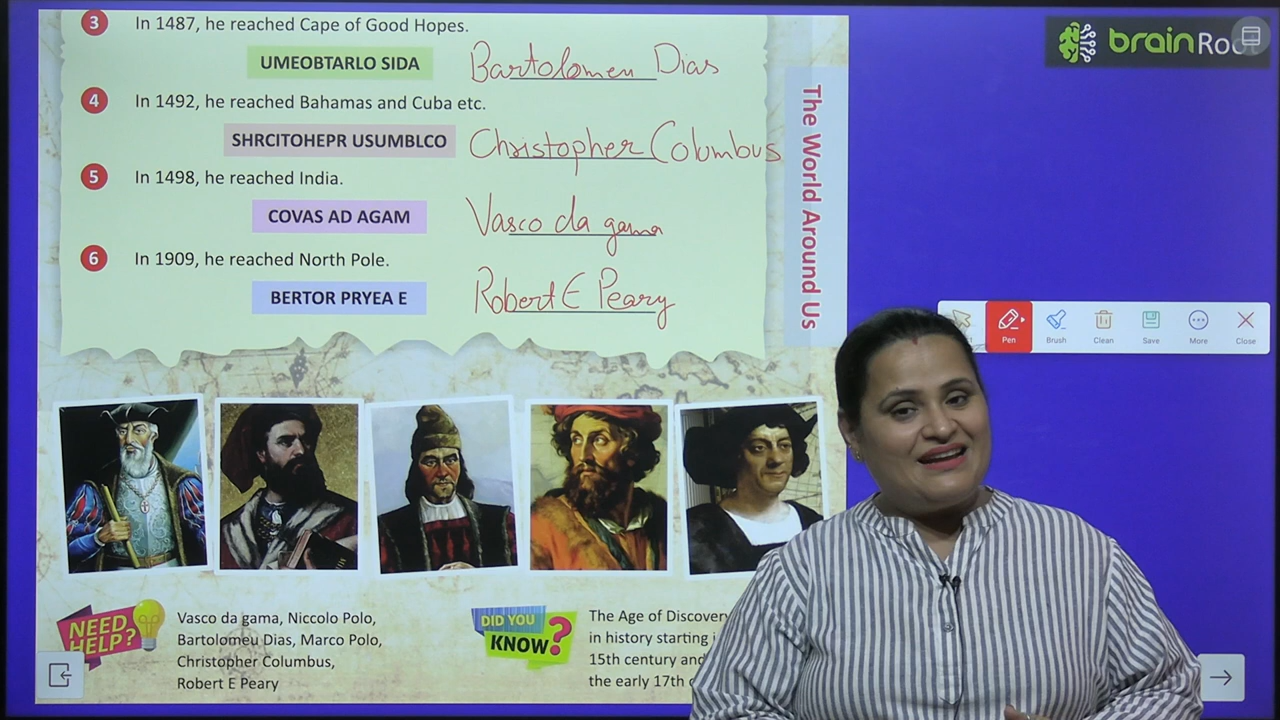 3 In 1487, he reached Cape of Good Hopes.
UMEOBTARLO SIDA Bartolomeu Dias
4 In 1492, he reached Bahamas and Cuba etc.
SHRCITOHEPR USUMBLCO Christopher Columbus
5 In 1498, he reached India.
COVAS AD AGAM Vasco da gama
6 In 1909, he reached North Pole.
BERTOR PRYEA E Robert E Peary
The World Around Us
brainRoot
Pen Brush Clean Save More Close
NEED HELP?
Vasco da gama, Niccolo Polo,
Bartolomeu Dias, Marco Polo,
Christopher Columbus,
Robert E Peary
DID YOU KNOW?
The Age of Discovery
in history starting i
15th century and
the early 17th